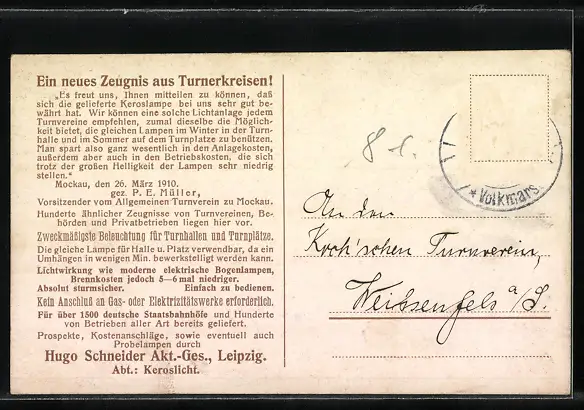 Ein neues Zeugnis aus Turnerkreisen!
„Es freut uns, Ihnen mitteilen zu können, daß
sich die gelieferte Keroslampe bei uns sehr gut be-
währt hat. Wir können eine solche Lichtanlage jedem
Turnvereine empfehlen, zumal dieselbe die Möglich-
keit bietet, die gleichen Lampen im Winter in der Turn-
halle und im Sommer auf dem Turnplatze zu benützen.
Man spart also ganz wesentlich in den Anlagekosten,
außerdem aber auch in den Betriebskosten, die sich
trotz der großen Helligkeit der Lampen sehr niedrig
stellen.“
Mockau, den 26. März 1910.
gez. P. E. Müller,
Vorsitzender vom Allgemeinen Turnverein zu Mockau.
Hunderte ähnlicher Zeugnisse von Turnvereinen, Be-
hörden und Privatbetrieben liegen hier vor.
Zweckmäßigste Beleuchtung für Turnhallen und Turnplätze.
Die gleiche Lampe für Halle u. Platz verwendbar, da ein
Umhängen in wenigen Min. bewerkstelligt werden kann.
Lichtwirkung wie moderne elektrische Bogenlampen,
Brennkosten jedoch 5—6 mal niedriger.
Absolut sturmsicher. Einfach zu bedienen.
Kein Anschluß an Gas- oder Elektrizitätswerke erforderlich.
Für über 1500 deutsche Staatsbahnhöfe und Hunderte
von Betrieben aller Art bereits geliefert.
Prospekte, Kostenanschläge, sowie eventuell auch
Probelampen durch
Hugo Schneider Akt.-Ges., Leipzig.
Abt.: Keroslicht.
* Volkmars
An den
Koch'schen Turnverein,
Weissenfels a/S